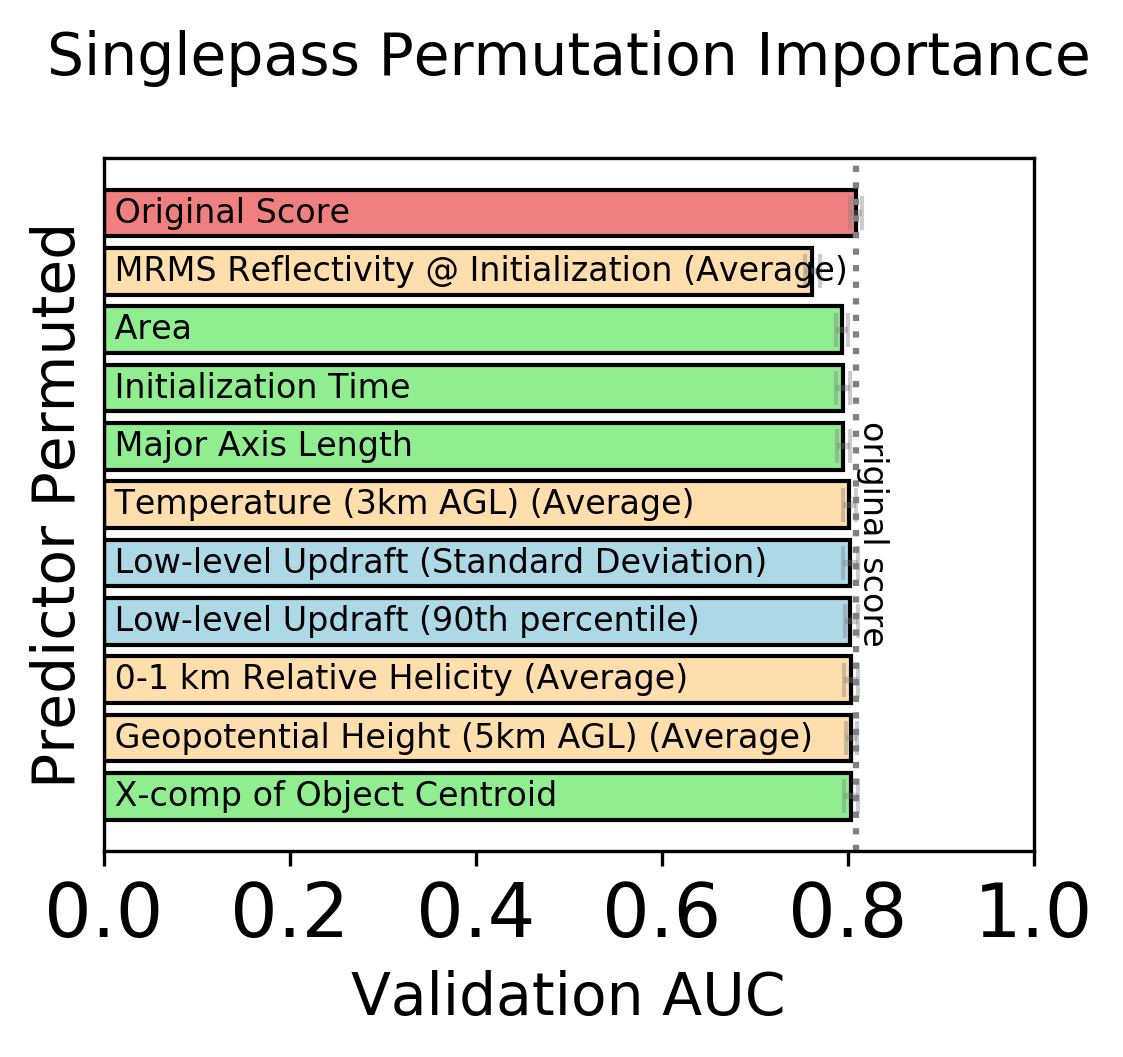 Singlepass Permutation Importance
Predictor Permuted
Original Score
MRMS Reflectivity @ Initialization (Average)
Area
Initialization Time
Major Axis Length
Temperature (3km AGL) (Average)
Low-level Updraft (Standard Deviation)
Low-level Updraft (90th percentile)
0-1 km Relative Helicity (Average)
Geopotential Height (5km AGL) (Average)
X-comp of Object Centroid
original score
0.0 0.2 0.4 0.6 0.8 1.0
Validation AUC